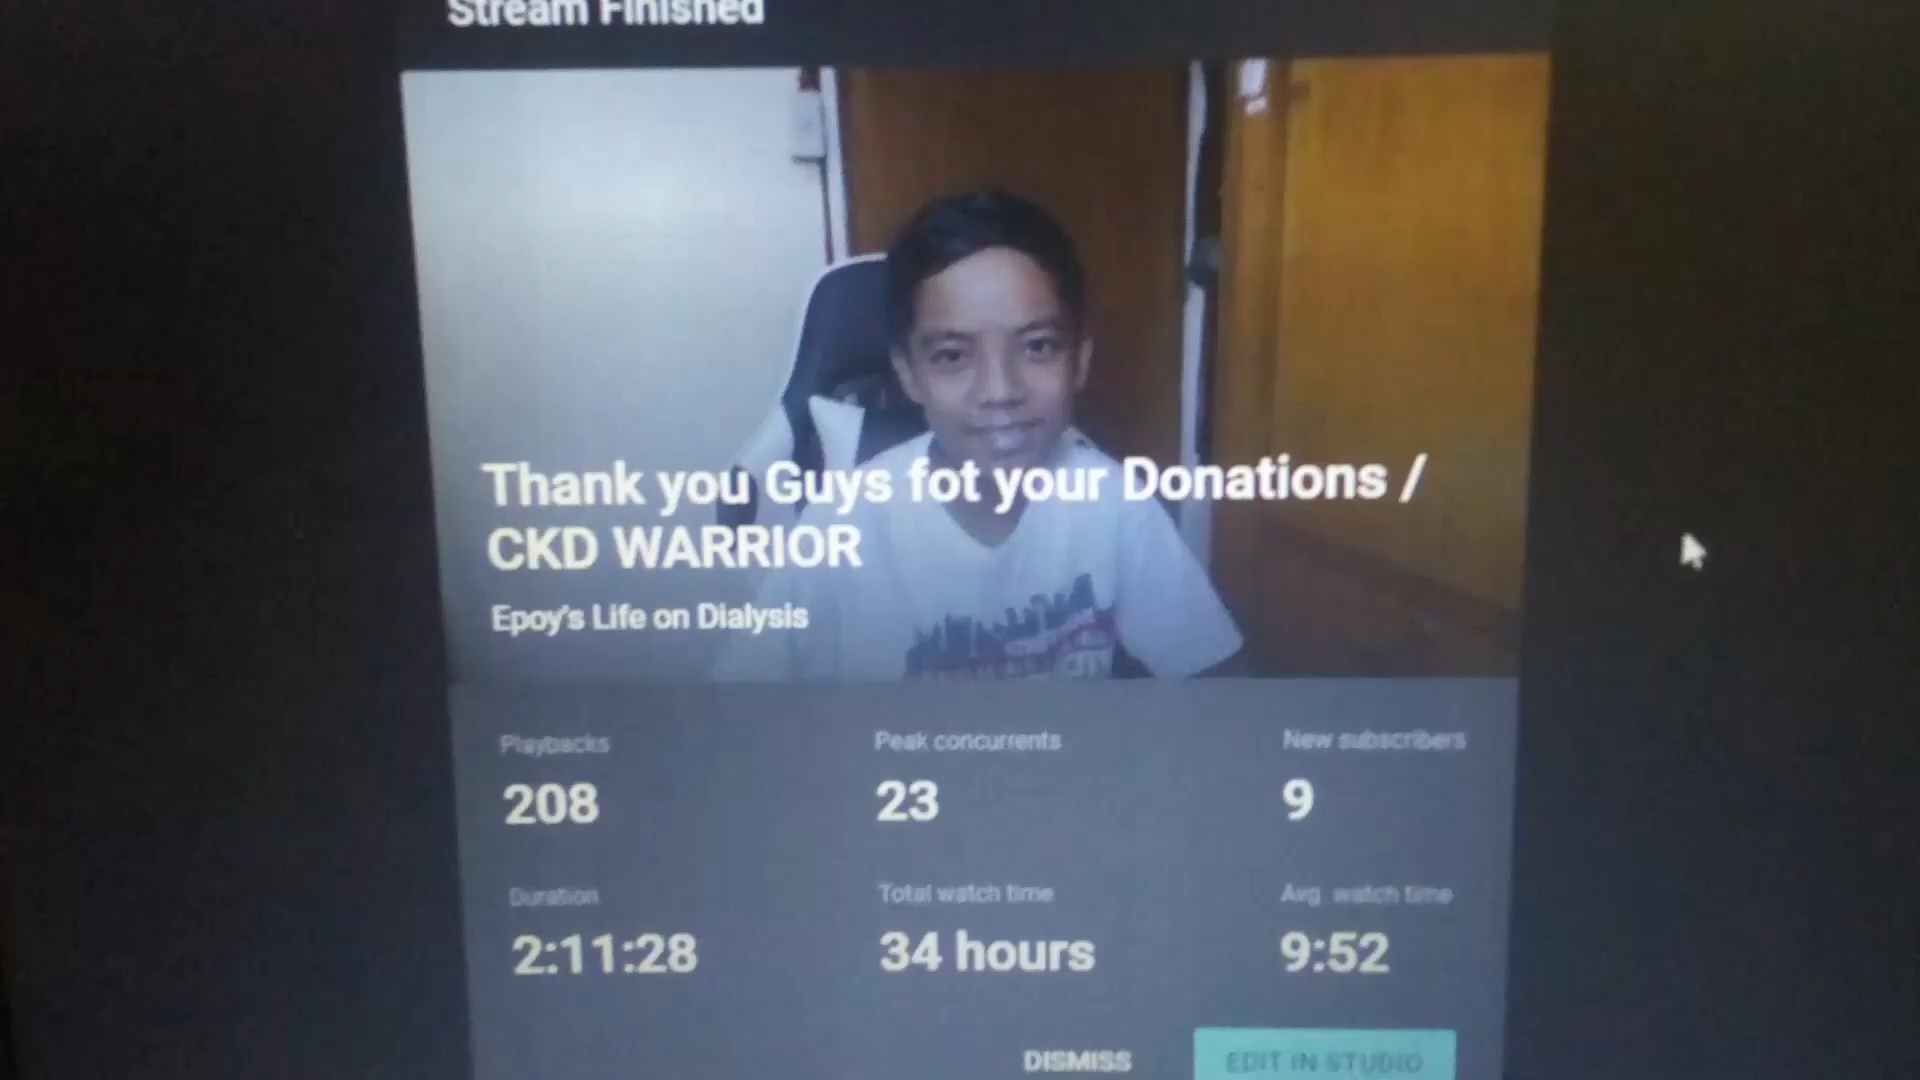 Stream Finished
Thank you Guys fot your Donations /
CKD WARRIOR
Epoy's Life on Dialysis
Playbacks
Peak concurrents
New subscribers
208
23
9
Duration
Total watch time
Avg. watch time
2:11:28
34 hours
9:52
DISMISS
EDIT IN STUDIO